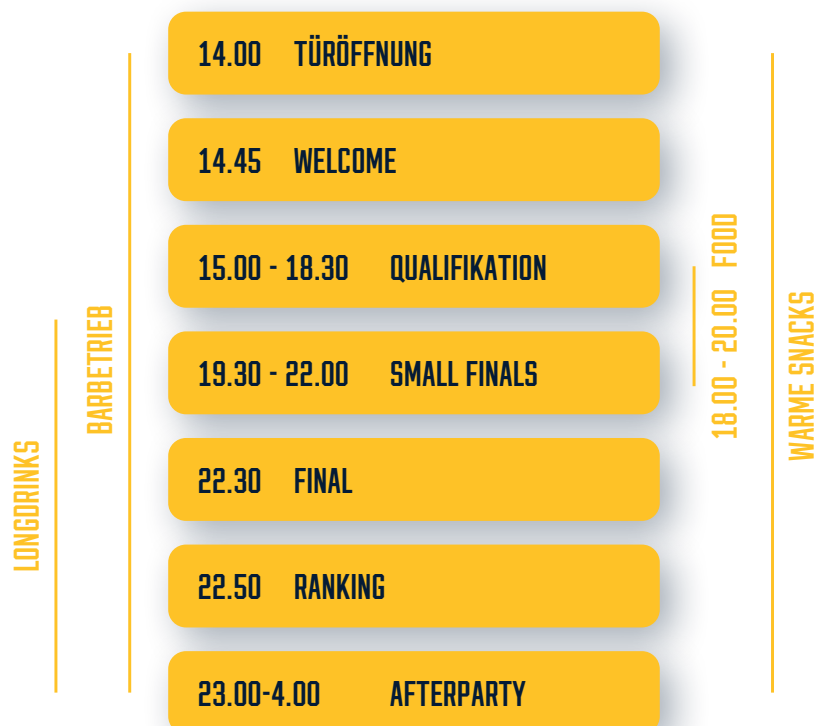 14.00 TÜRÖFFNUNG
14.45 WELCOME
15.00 - 18.30 QUALIFIKATION
19.30 - 22.00 SMALL FINALS
22.30 FINAL
22.50 RANKING
23.00-4.00 AFTERPARTY
LONGDRINKS
BARBETRIEB
18.00 - 20.00 FOOD
WARME SNACKS